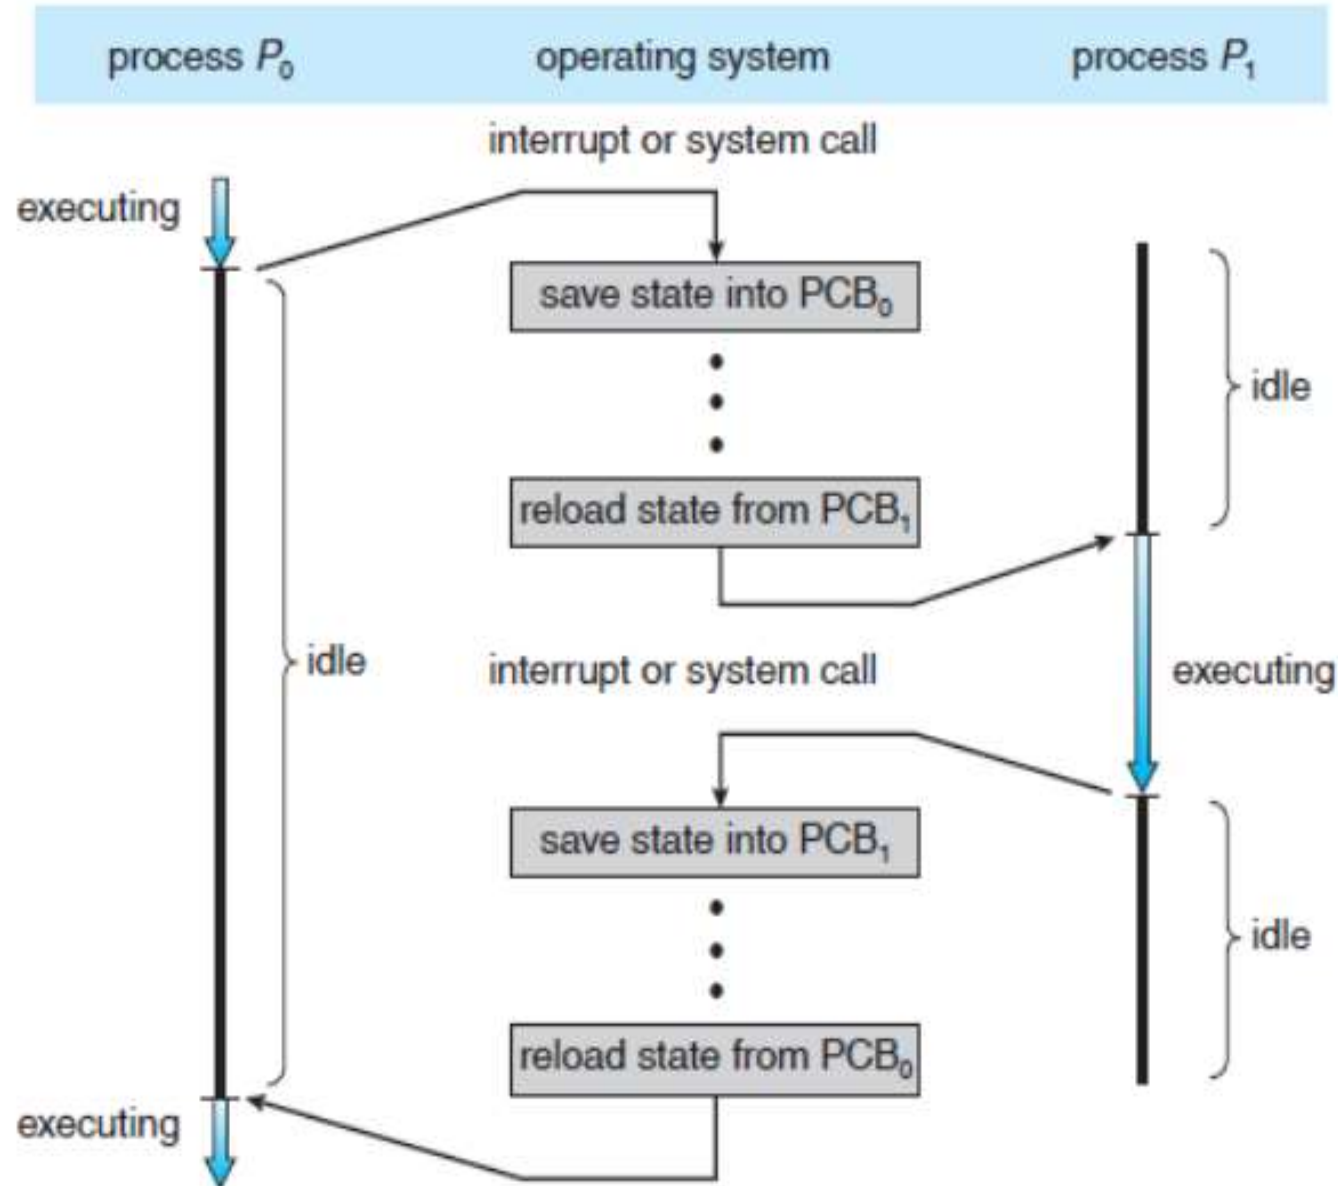 process P₀ operating system process P₁
interrupt or system call
executing
save state into PCB₀
idle
reload state from PCB₁
idle
interrupt or system call
executing
save state into PCB₁
idle
reload state from PCB₀
executing